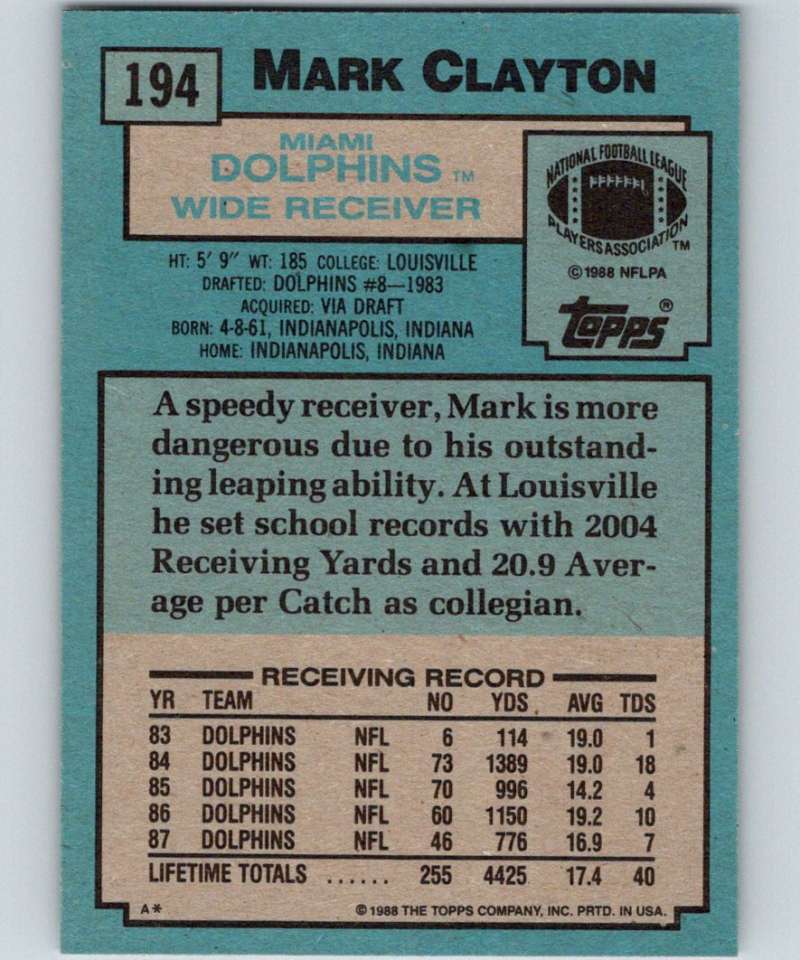 194 MARK CLAYTON
MIAMI
DOLPHINS TM
WIDE RECEIVER
NATIONAL FOOTBALL LEAGUE
PLAYERS ASSOCIATION TM
© 1988 NFLPA
TOPPS®
HT: 5' 9" WT: 185 COLLEGE: LOUISVILLE
DRAFTED: DOLPHINS #8—1983
ACQUIRED: VIA DRAFT
BORN: 4-8-61, INDIANAPOLIS, INDIANA
HOME: INDIANAPOLIS, INDIANA
A speedy receiver, Mark is more
dangerous due to his outstand-
ing leaping ability. At Louisville
he set school records with 2004
Receiving Yards and 20.9 Aver-
age per Catch as collegian.
RECEIVING RECORD
YR TEAM NO YDS. AVG TDS
83 DOLPHINS NFL 6 114 19.0 1
84 DOLPHINS NFL 73 1389 19.0 18
85 DOLPHINS NFL 70 996 14.2 4
86 DOLPHINS NFL 60 1150 19.2 10
87 DOLPHINS NFL 46 776 16.9 7
LIFETIME TOTALS ...... 255 4425 17.4 40
A* © 1988 THE TOPPS COMPANY, INC. PRTD. IN USA.